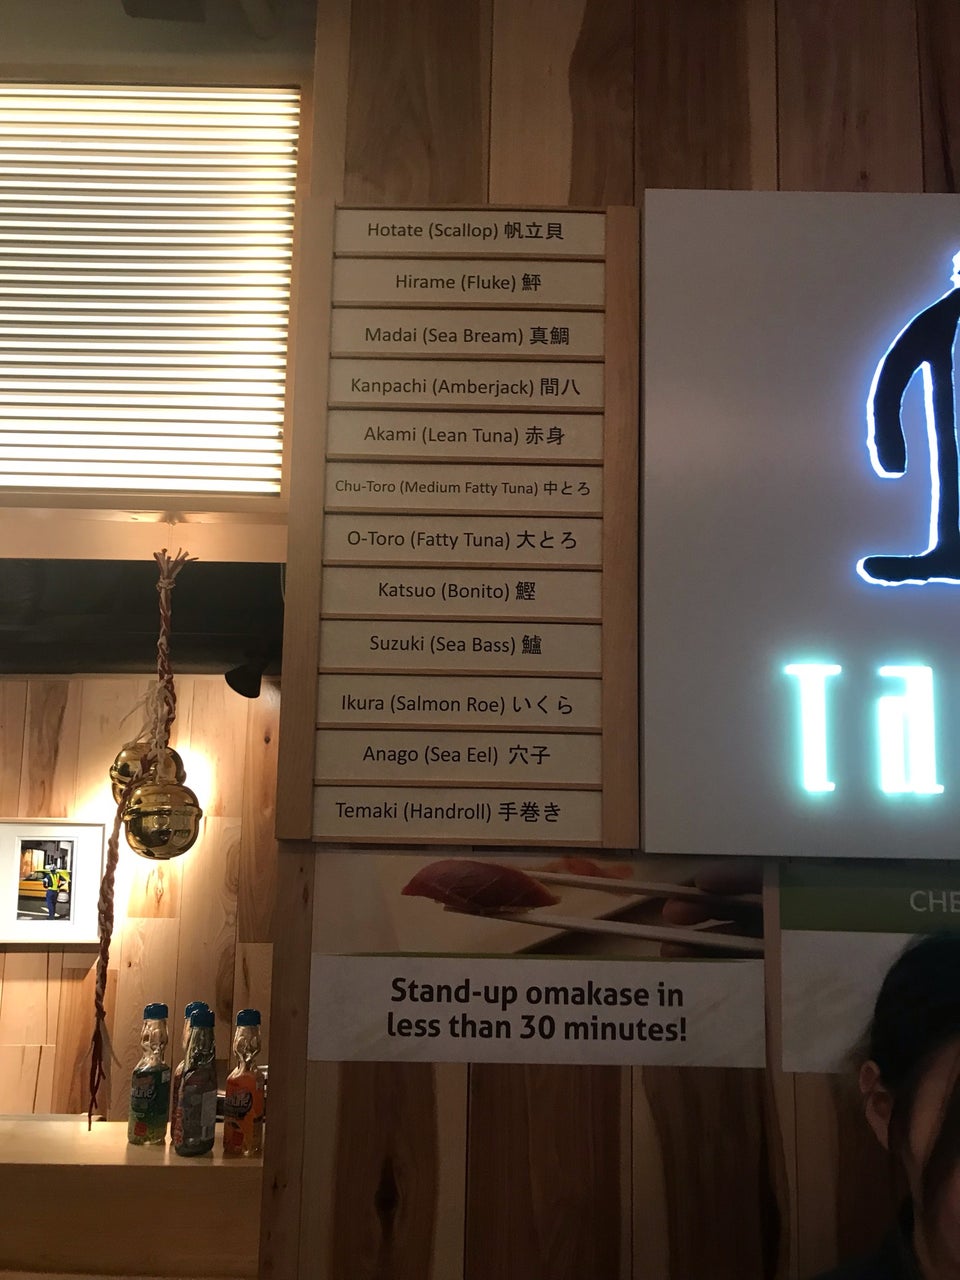 Hotate (Scallop) 帆立貝
Hirame (Fluke) 鮃
Madai (Sea Bream) 真鯛
Kanpachi (Amberjack) 間八
Akami (Lean Tuna) 赤身
Chu-Toro (Medium Fatty Tuna) 中とろ
O-Toro (Fatty Tuna) 大とろ
Katsuo (Bonito) 鰹
Suzuki (Sea Bass) 鱸
Ikura (Salmon Roe) いくら
Anago (Sea Eel) 穴子
Temaki (Handroll) 手巻き
Stand-up omakase in
less than 30 minutes!
CHE